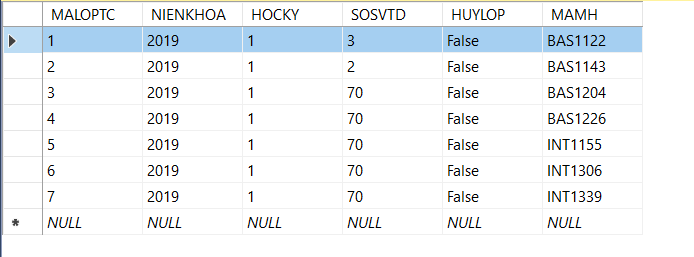 MALOPTC NIENKHOA HOCKY SOSVTD HUYLOP MAMH
1 2019 1 3 False BAS1122
2 2019 1 2 False BAS1143
3 2019 1 70 False BAS1204
4 2019 1 70 False BAS1226
5 2019 1 70 False INT1155
6 2019 1 70 False INT1306
7 2019 1 70 False INT1339
* NULL NULL NULL NULL NULL NULL